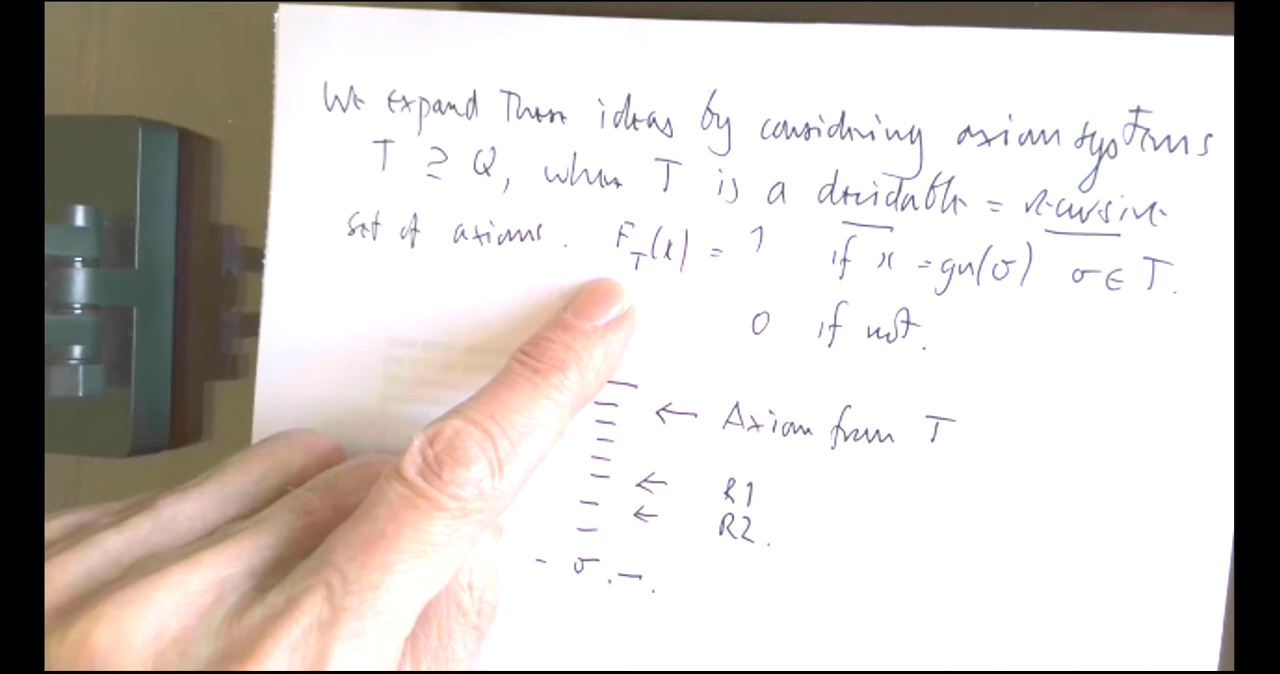 We expand these ideas by considering axiom systems
T ⊇ Q, where T is a decidable = recursive
set of axioms. F_T(x) = 1 if x = gn(σ) σ ∈ T.
0 if not.
← Axiom from T
← R1
← R2.
- σ . - .